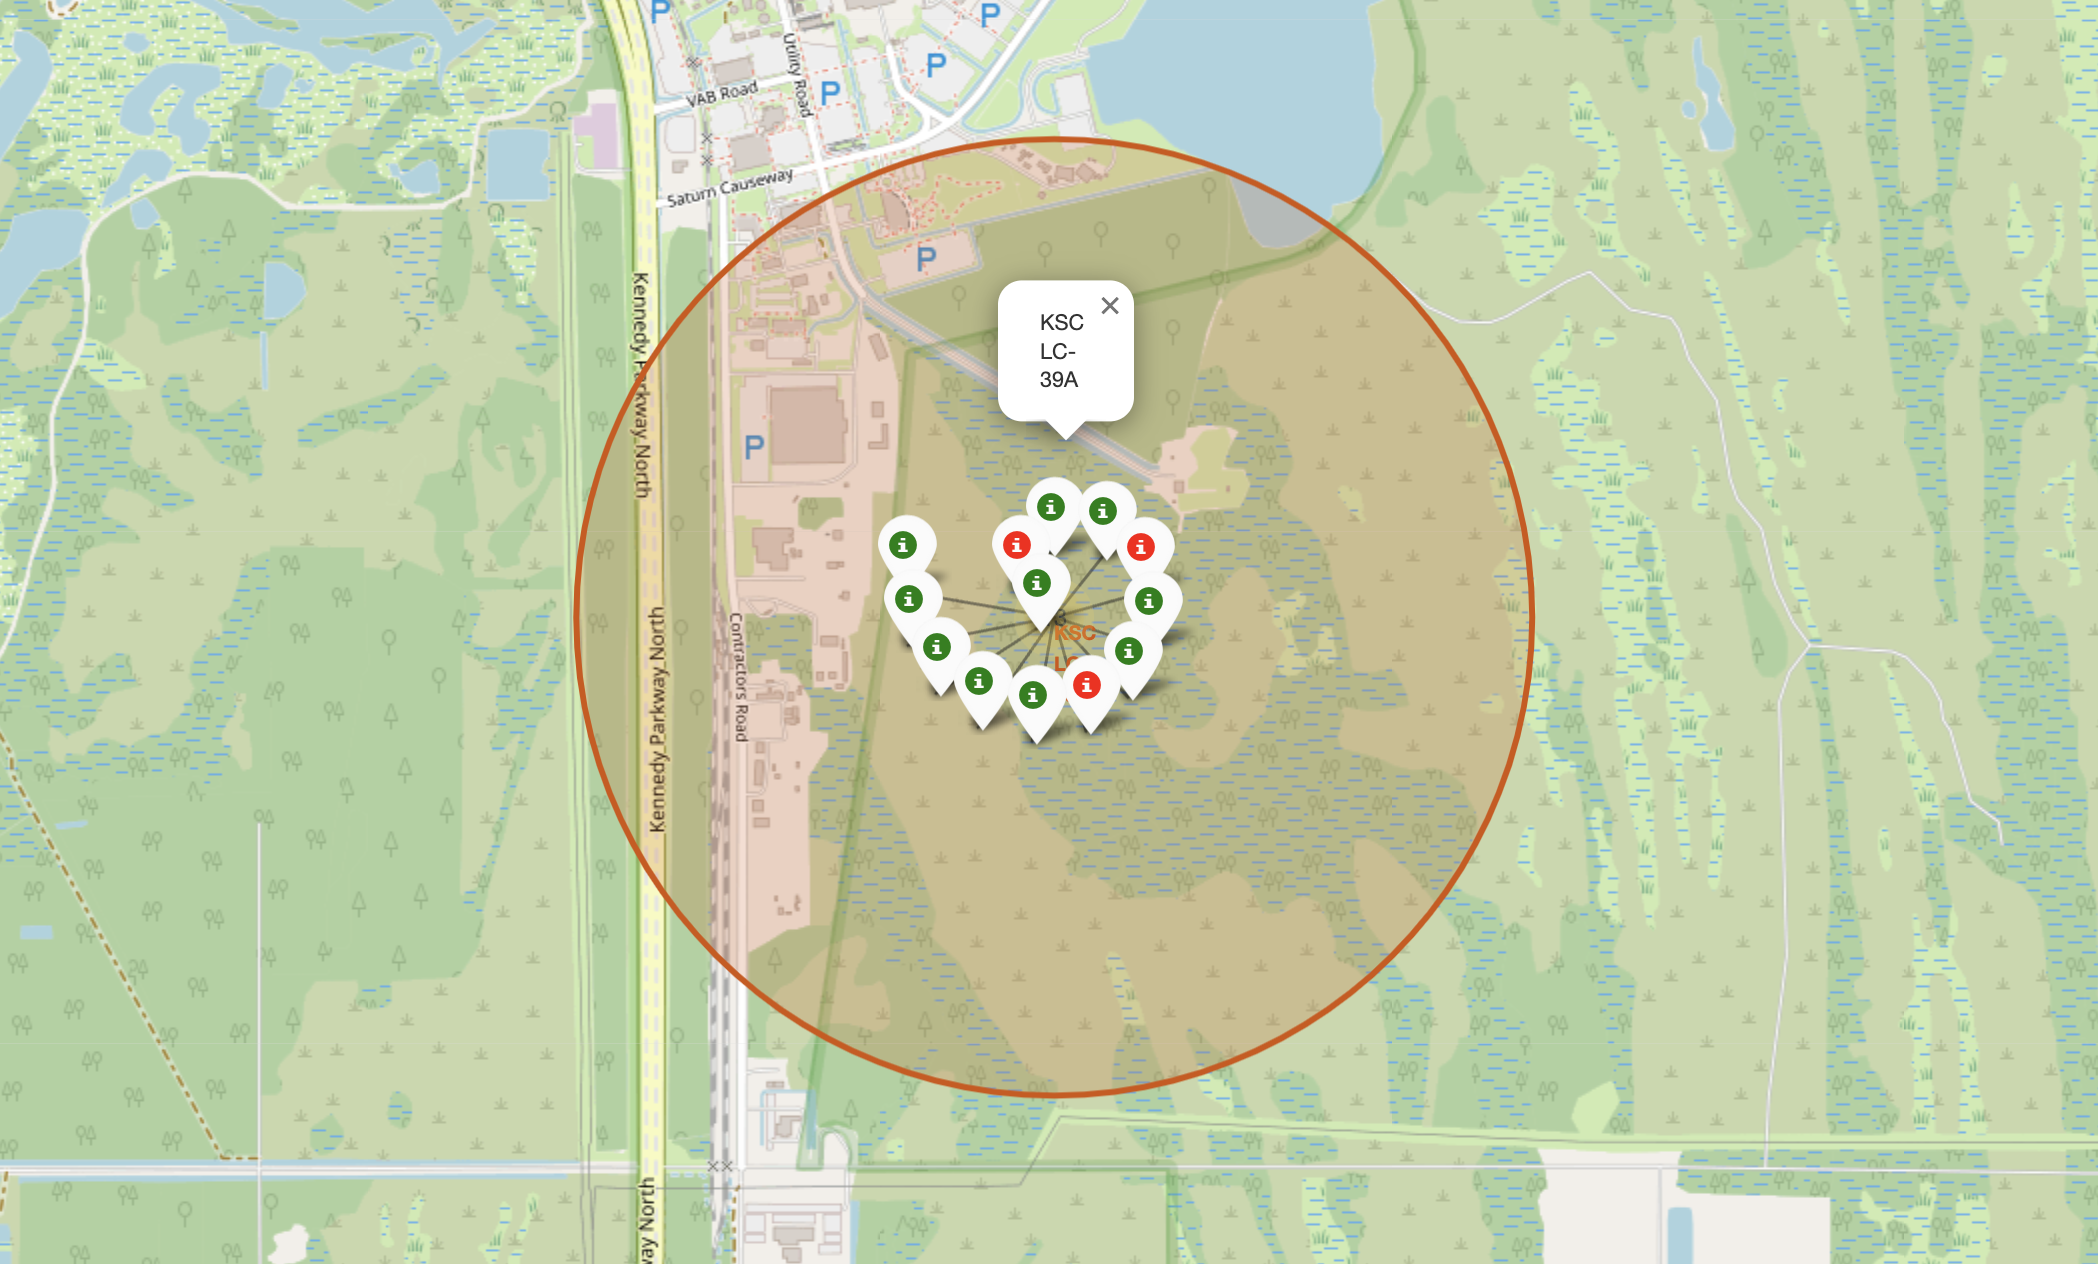 P
P
Utility Road
P
VAB Road
P
Saturn Causeway
P
Kennedy Parkway North
KSC
LC-
39A
P
i
i
i
i
i
i
i
i
Kennedy Parkway North
Contractors Road
KSC
i
i
LC
i
i
i
way North